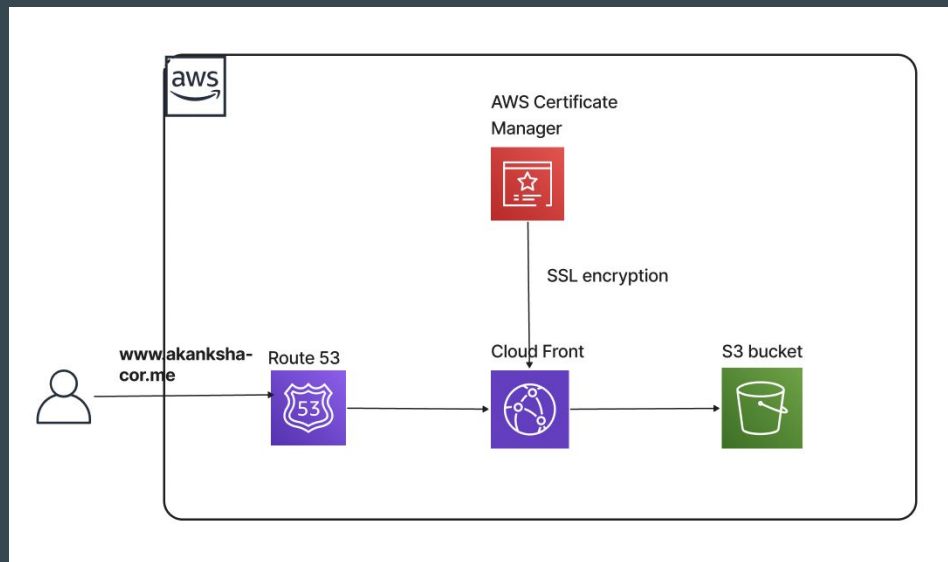 aws
AWS Certificate
Manager
SSL encryption
www.akanksha-
cor.me
Route 53
53
Cloud Front
S3 bucket